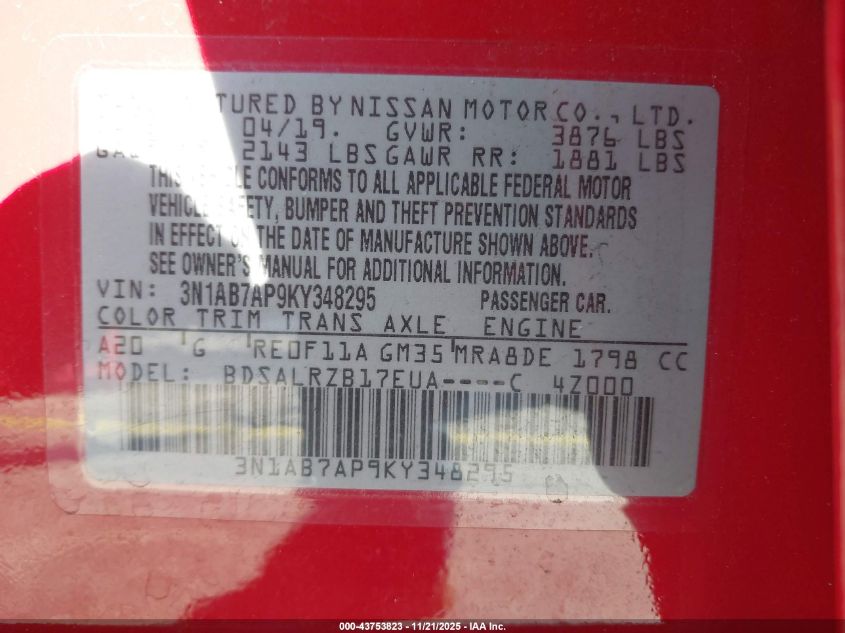 TURED BY NISSAN MOTOR CO., LTD.
04/19. GVWR: 3876 LBS
2143 LBS GAWR RR: 1881 LBS
CONFORMS TO ALL APPLICABLE FEDERAL MOTOR
VEHICLE SAFETY, BUMPER AND THEFT PREVENTION STANDARDS
IN EFFECT ON THE DATE OF MANUFACTURE SHOWN ABOVE.
SEE OWNER'S MANUAL FOR ADDITIONAL INFORMATION.
VIN: 3N1AB7AP9KY348295 PASSENGER CAR.
COLOR TRIM TRANS AXLE ENGINE
A20 G RE0F11A GM35 MRA8DE 1798 CC
MODEL: BDSALRZB17EUA----C 4Z000
3N1AB7AP9KY348295
000-43753823 - 11/21/2025 - IAA Inc.